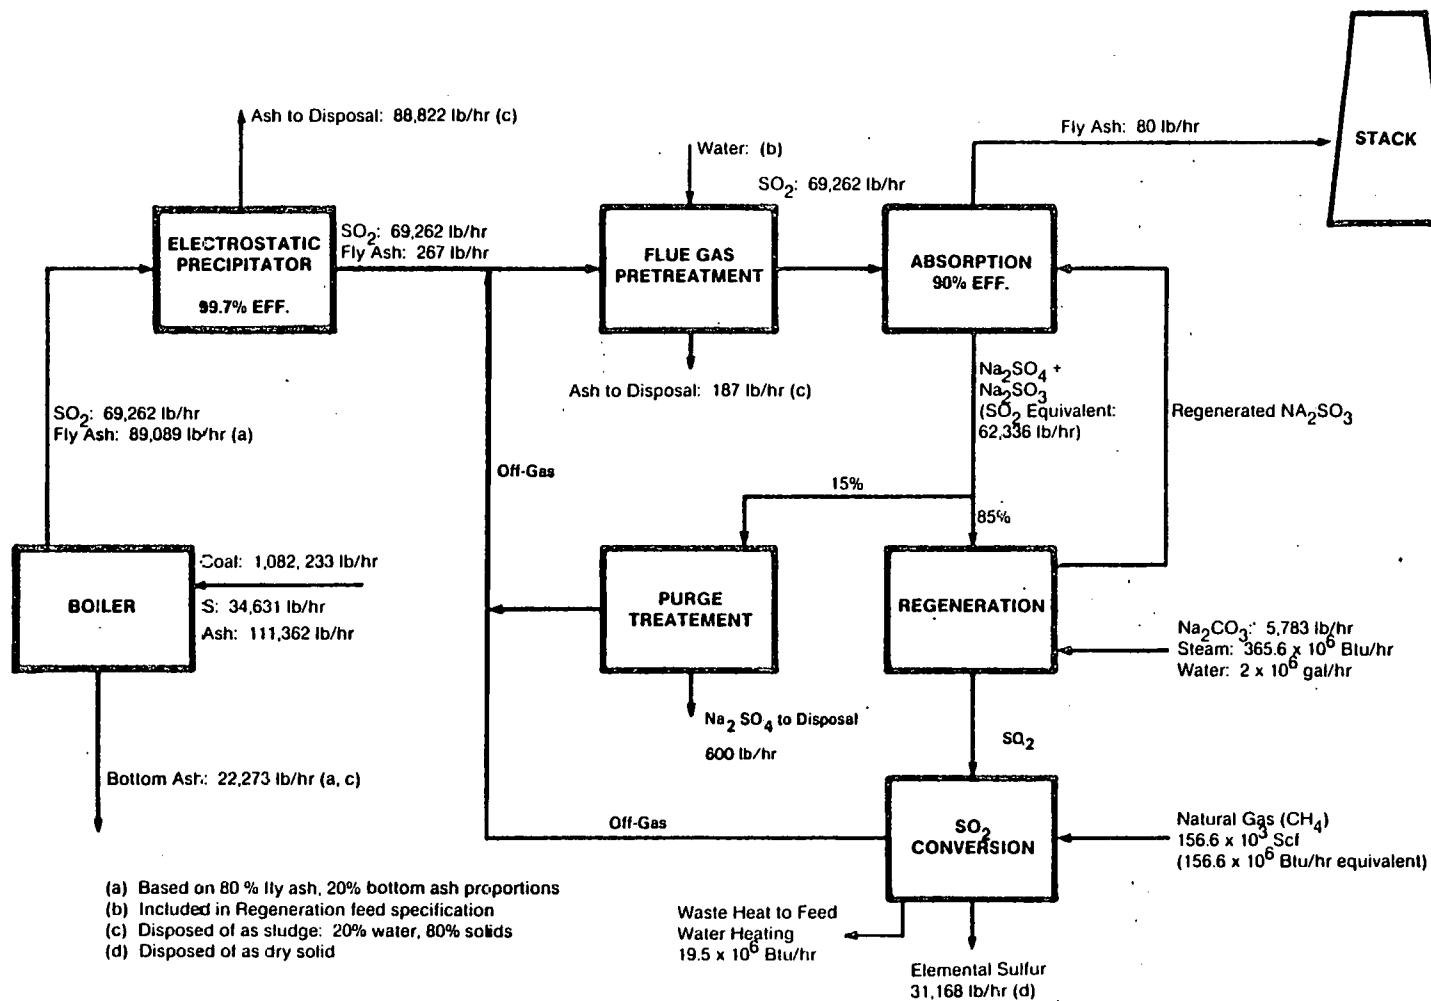 STACK
Fly Ash: 80 lb/hr
Ash to Disposal: 88,822 lb/hr (c)
Water: (b)
SO2: 69,262 lb/hr
ELECTROSTATIC
PRECIPITATOR
99.7% EFF.
SO2: 69,262 lb/hr
Fly Ash: 267 lb/hr
FLUE GAS
PRETREATMENT
ABSORPTION
90% EFF.
Ash to Disposal: 187 lb/hr (c)
Na2SO4 +
Na2SO3
(SO2 Equivalent:
62,336 lb/hr)
Regenerated NA2SO3
SO2: 69,262 lb/hr
Fly Ash: 89,089 lb/hr (a)
Off-Gas
15%
85%
BOILER
Coal: 1,082, 233 lb/hr
S: 34,631 lb/hr
Ash: 111,362 lb/hr
PURGE
TREATEMENT
REGENERATION
Na2CO3: 5,783 lb/hr
Steam: 365.6 x 10^6 Btu/hr
Water: 2 x 10^6 gal/hr
Na2 SO4 to Disposal
600 lb/hr
SO2
Bottom Ash: 22,273 lb/hr (a, c)
Off-Gas
SO2
CONVERSION
Natural Gas (CH4)
156.6 x 10^3 Scf
(156.6 x 10^6 Btu/hr equivalent)
(a) Based on 80 % fly ash, 20% bottom ash proportions
(b) Included in Regeneration feed specification
(c) Disposed of as sludge: 20% water, 80% solids
(d) Disposed of as dry solid
Waste Heat to Feed
Water Heating
19.5 x 10^6 Btu/hr
Elemental Sulfur
31,168 lb/hr (d)